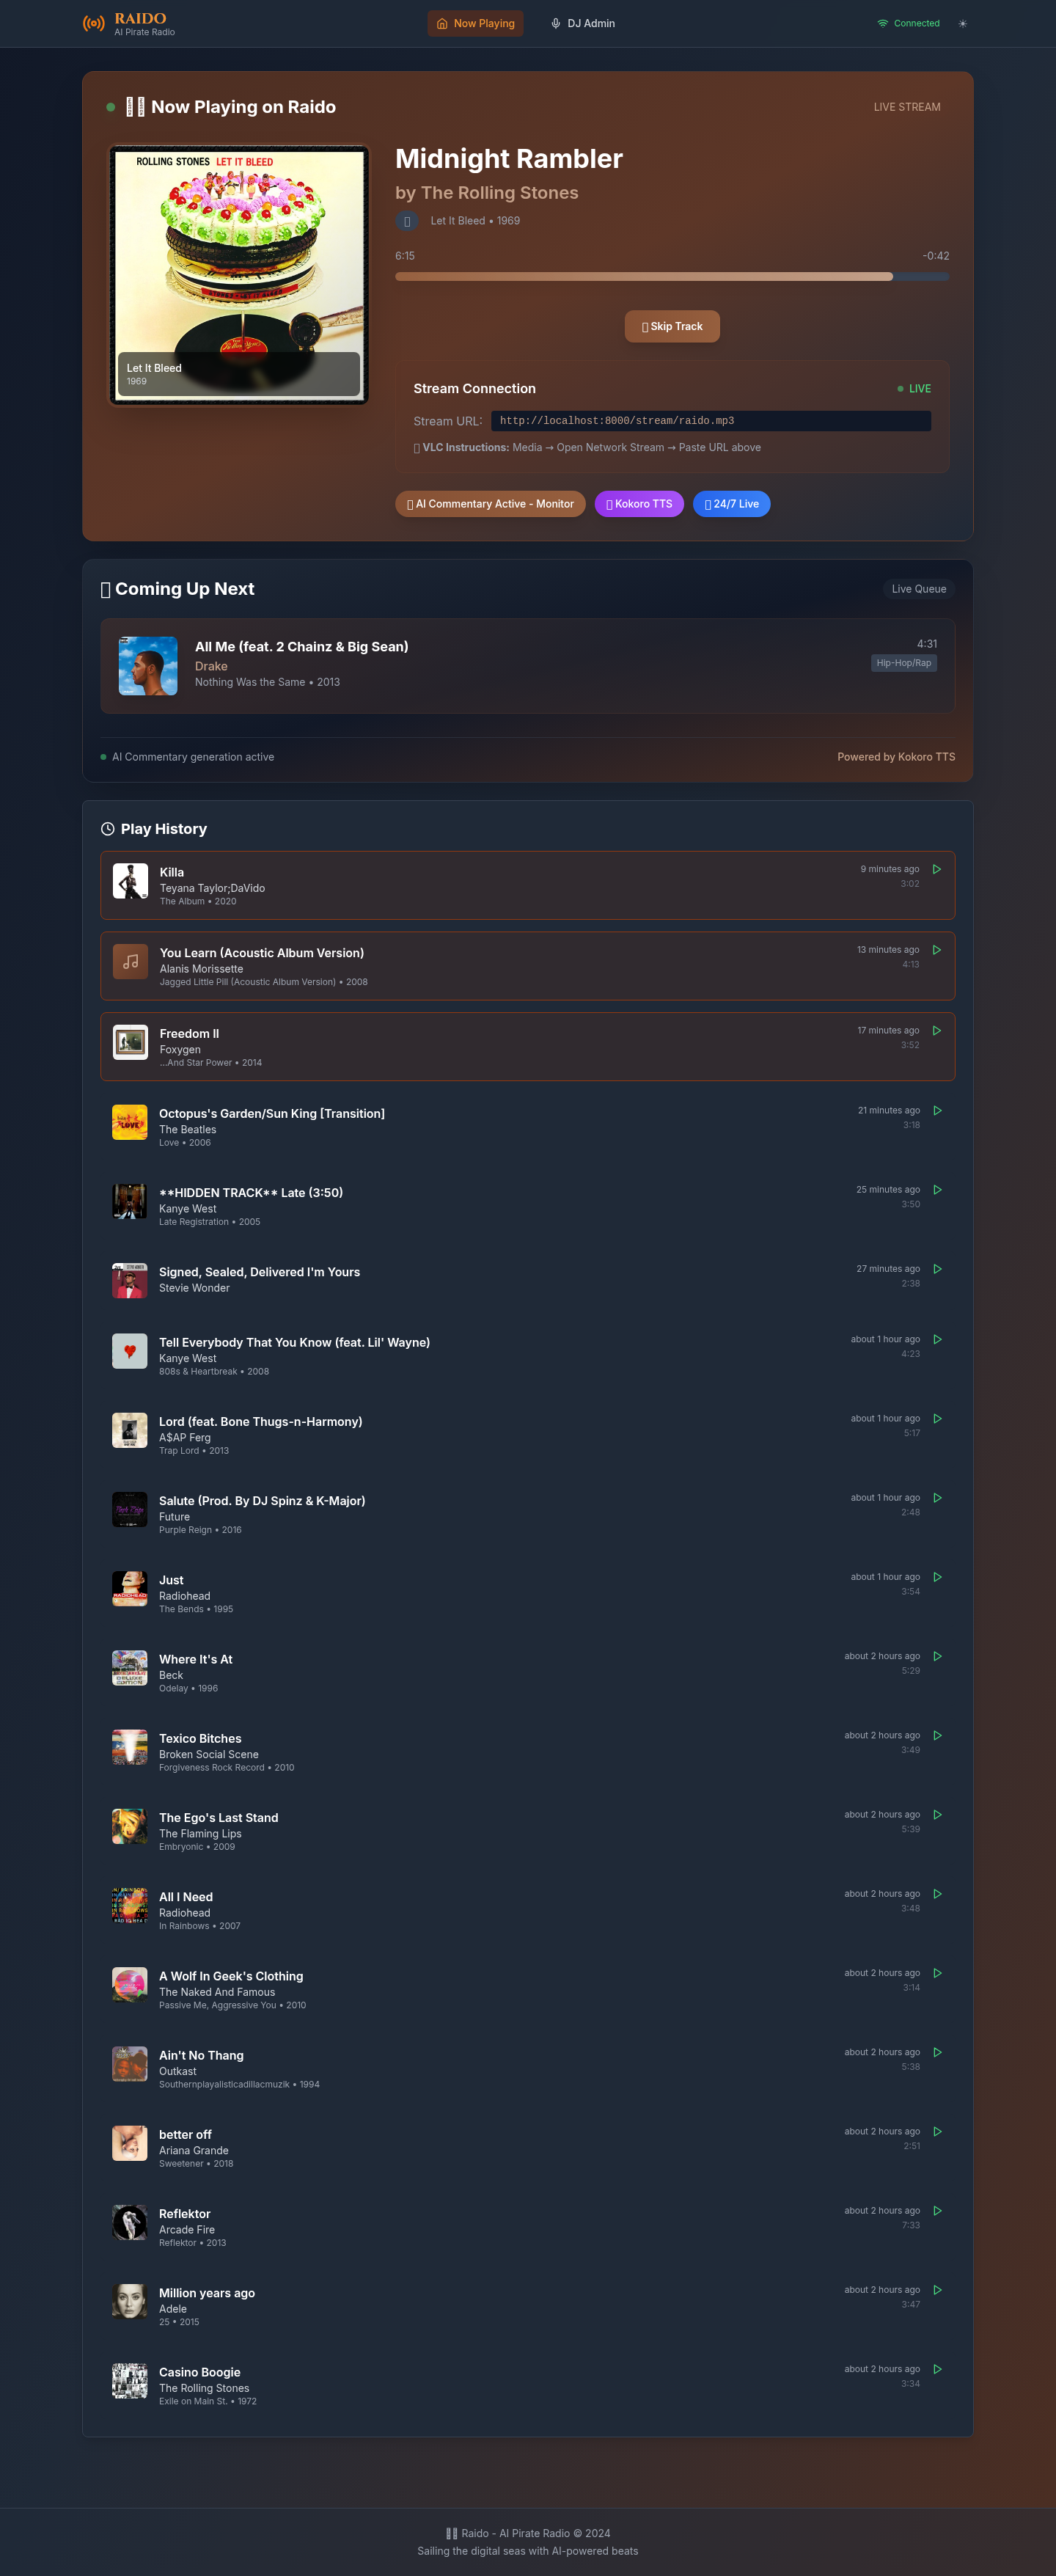 RAIDO
AI Pirate Radio
Now Playing
DJ Admin
Connected
Now Playing on Raido
LIVE STREAM
ROLLING STONES LET IT BLEED
Let It Bleed
1969
Midnight Rambler
by The Rolling Stones
Let It Bleed • 1969
6:15
-0:42
Skip Track
Stream Connection
LIVE
Stream URL: http://localhost:8000/stream/raido.mp3
VLC Instructions: Media → Open Network Stream → Paste URL above
AI Commentary Active - Monitor
Kokoro TTS
24/7 Live
Coming Up Next
Live Queue
All Me (feat. 2 Chainz & Big Sean)
Drake
Nothing Was the Same • 2013
4:31
Hip-Hop/Rap
AI Commentary generation active
Powered by Kokoro TTS
Play History
Killa
Teyana Taylor;DaVido
The Album • 2020
9 minutes ago
3:02
You Learn (Acoustic Album Version)
Alanis Morissette
Jagged Little Pill (Acoustic Album Version) • 2008
13 minutes ago
4:13
Freedom II
Foxygen
...And Star Power • 2014
17 minutes ago
3:52
Octopus's Garden/Sun King [Transition]
The Beatles
Love • 2006
21 minutes ago
3:18
**HIDDEN TRACK** Late (3:50)
Kanye West
Late Registration • 2005
25 minutes ago
3:50
Signed, Sealed, Delivered I'm Yours
Stevie Wonder
27 minutes ago
2:38
Tell Everybody That You Know (feat. Lil' Wayne)
Kanye West
808s & Heartbreak • 2008
about 1 hour ago
4:23
Lord (feat. Bone Thugs-n-Harmony)
A$AP Ferg
Trap Lord • 2013
about 1 hour ago
5:17
Salute (Prod. By DJ Spinz & K-Major)
Future
Purple Reign • 2016
about 1 hour ago
2:48
Just
Radiohead
The Bends • 1995
about 1 hour ago
3:54
Where It's At
Beck
Odelay • 1996
about 2 hours ago
5:29
Texico Bitches
Broken Social Scene
Forgiveness Rock Record • 2010
about 2 hours ago
3:49
The Ego's Last Stand
The Flaming Lips
Embryonic • 2009
about 2 hours ago
5:39
All I Need
Radiohead
In Rainbows • 2007
about 2 hours ago
3:48
A Wolf In Geek's Clothing
The Naked And Famous
Passive Me, Aggressive You • 2010
about 2 hours ago
3:14
Ain't No Thang
Outkast
Southernplayalisticadillacmuzik • 1994
about 2 hours ago
5:38
better off
Ariana Grande
Sweetener • 2018
about 2 hours ago
2:51
Reflektor
Arcade Fire
Reflektor • 2013
about 2 hours ago
7:33
Million years ago
Adele
25 • 2015
about 2 hours ago
3:47
Casino Boogie
The Rolling Stones
Exile on Main St. • 1972
about 2 hours ago
3:34
Raido - AI Pirate Radio © 2024
Sailing the digital seas with AI-powered beats